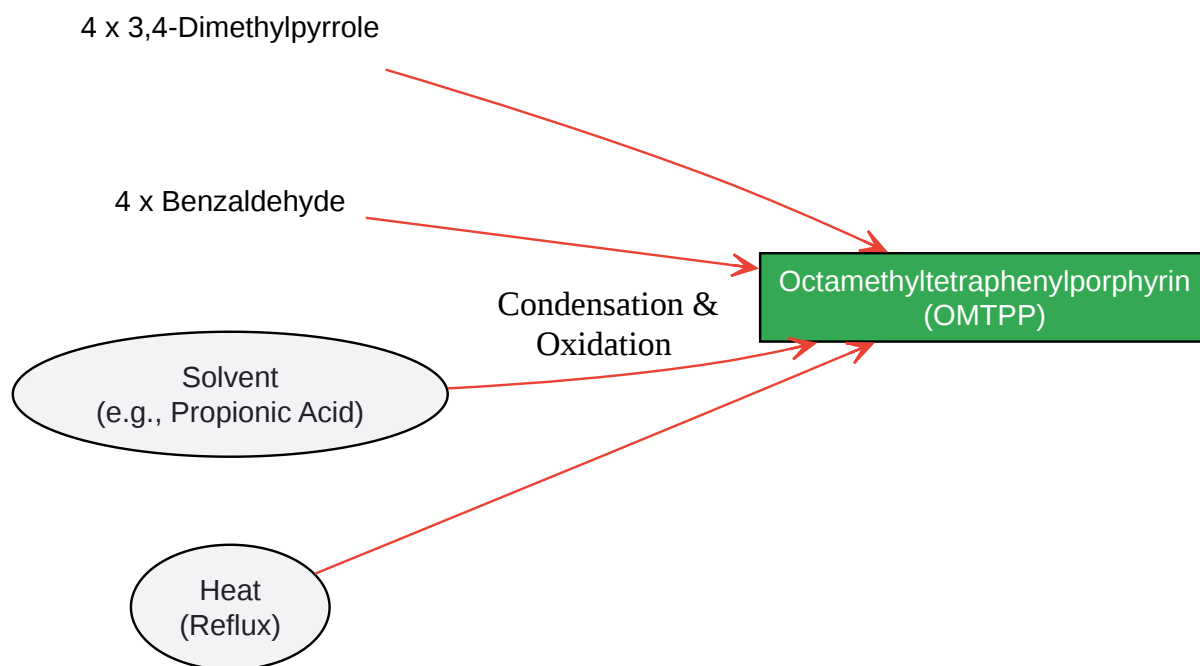 4 x 3,4-Dimethylpyrrole
4 x Benzaldehyde
Octamethyltetraphenylporphyrin
(OMTPP)
Condensation &
Oxidation
Solvent
(e.g., Propionic Acid)
Heat
(Reflux)